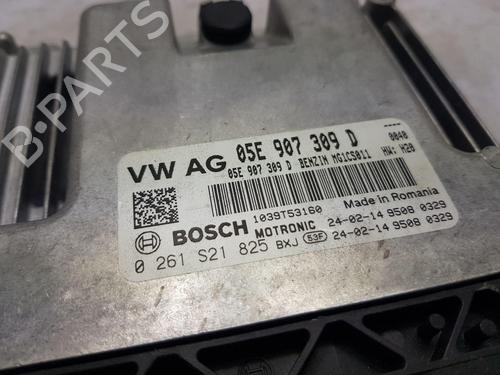 B-PARTS
VW AG 05E 907 309 D
05E 907 309 D BENZIN MG1CS011
0040
HW: H20
1039T53160 Made in Romania
BOSCH MOTRONIC 24-02-14 9508 0329
0 261 S21 825 BXJ 53F 24-02-14 9508 0329